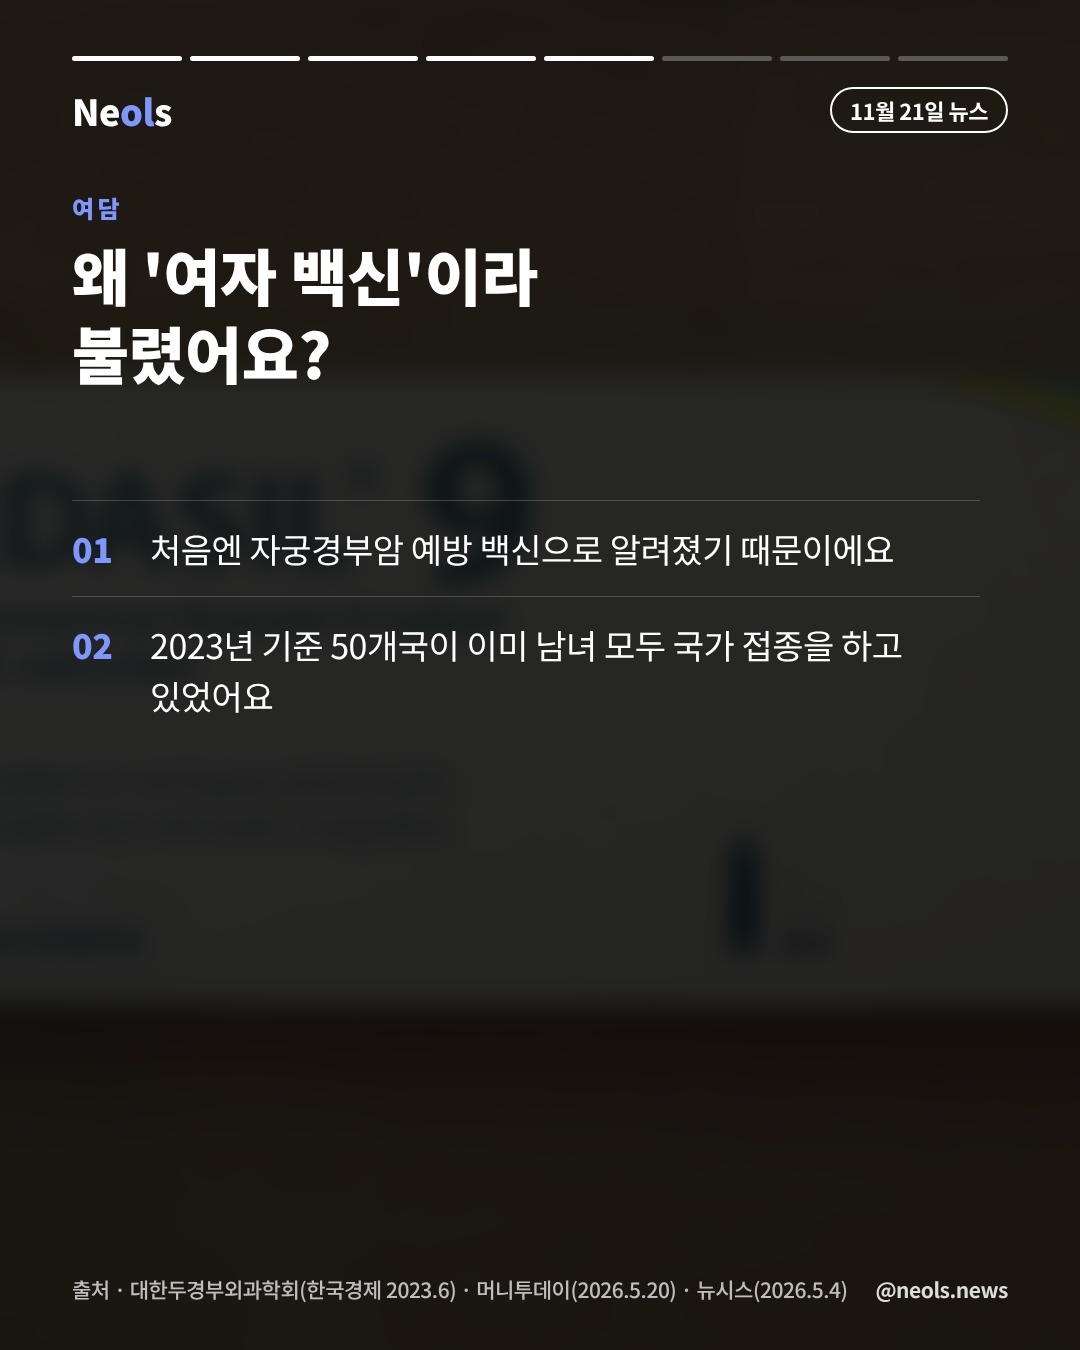 Neols
11월 21일 뉴스
여담
왜 '여자 백신'이라
불렸어요?
DASIL 9
01 처음엔 자궁경부암 예방 백신으로 알려졌기 때문이에요
02 2023년 기준 50개국이 이미 남녀 모두 국가 접종을 하고
있었어요
출처 · 대한두경부외과학회(한국경제 2023.6) · 머니투데이(2026.5.20) · 뉴시스(2026.5.4)
@neols.news